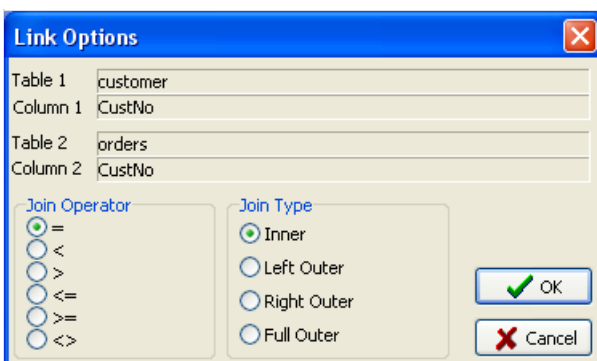 Link Options
Table 1 customer
Column 1 CustNo
Table 2 orders
Column 2 CustNo
Join Operator
=
<
>
<=
>=
<>
Join Type
Inner
Left Outer
Right Outer
Full Outer
OK
Cancel